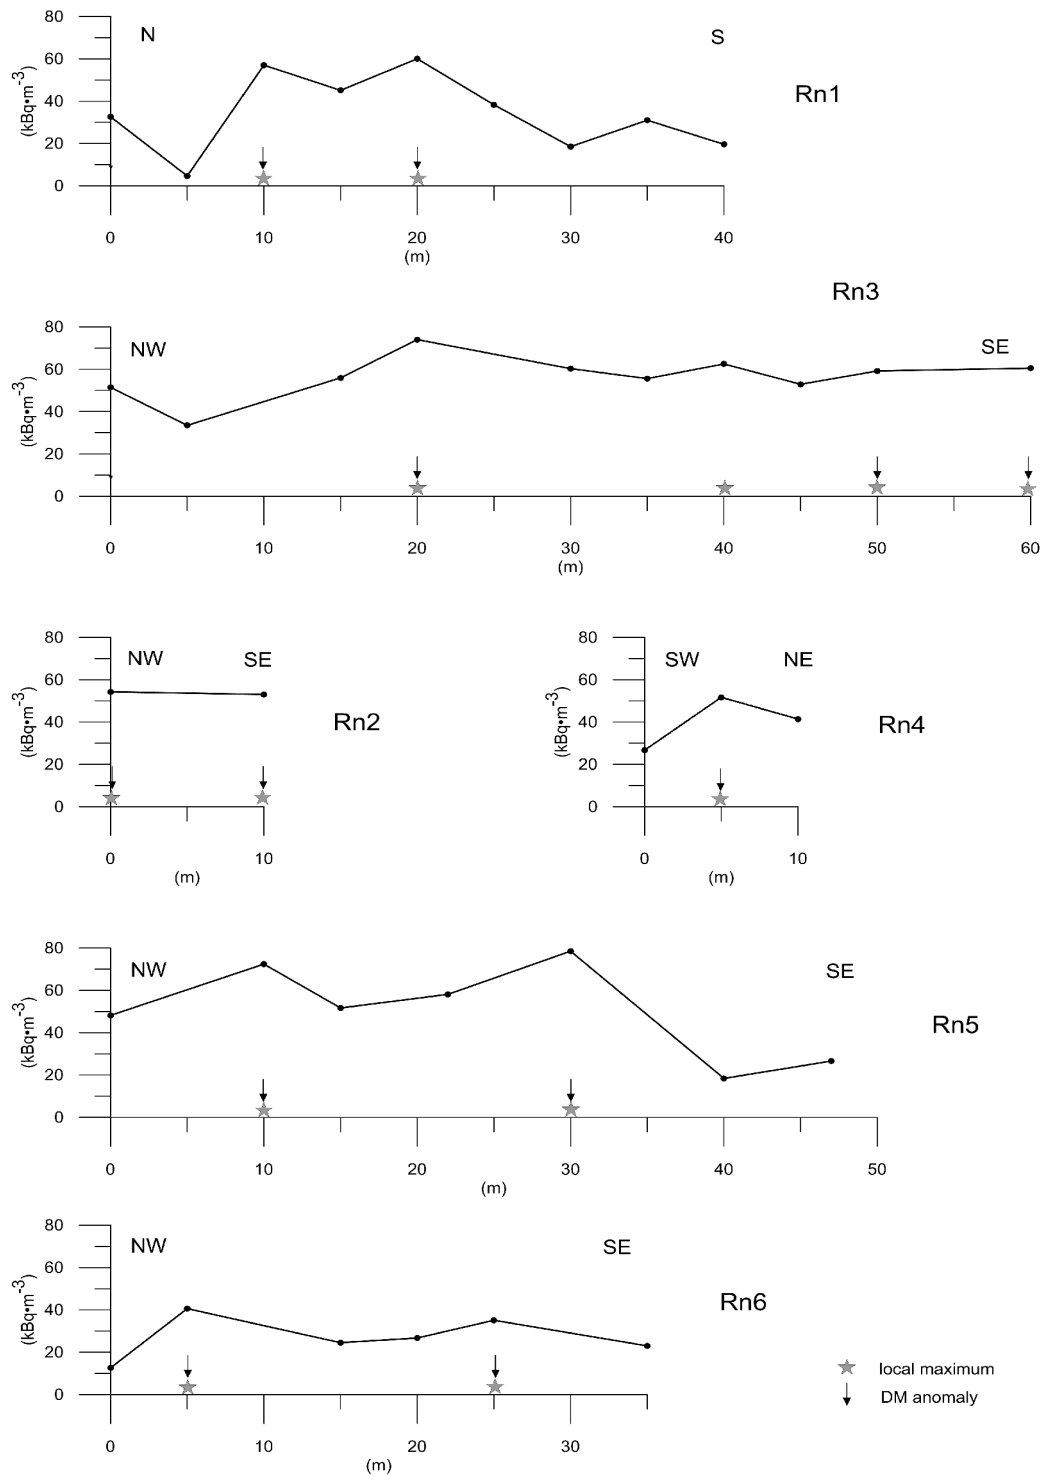 80
N
S
60
Rn1
40
20
0
(kBq•m-3)
0 10 20 30 40
(m)
Rn3
80
NW
SE
60
40
20
0
(kBq•m-3)
0 10 20 30 40 50 60
(m)
80
NW SE
60
Rn2
40
20
0
(kBq•m-3)
0 10
(m)
80
SW NE
60
Rn4
40
20
0
(kBq•m-3)
0 10
(m)
80
NW
SE
60
Rn5
40
20
0
(kBq•m-3)
0 10 20 30 40 50
(m)
80
NW
SE
60
Rn6
40
20
0
(kBq•m-3)
0 10 20 30
(m)
local maximum
DM anomaly